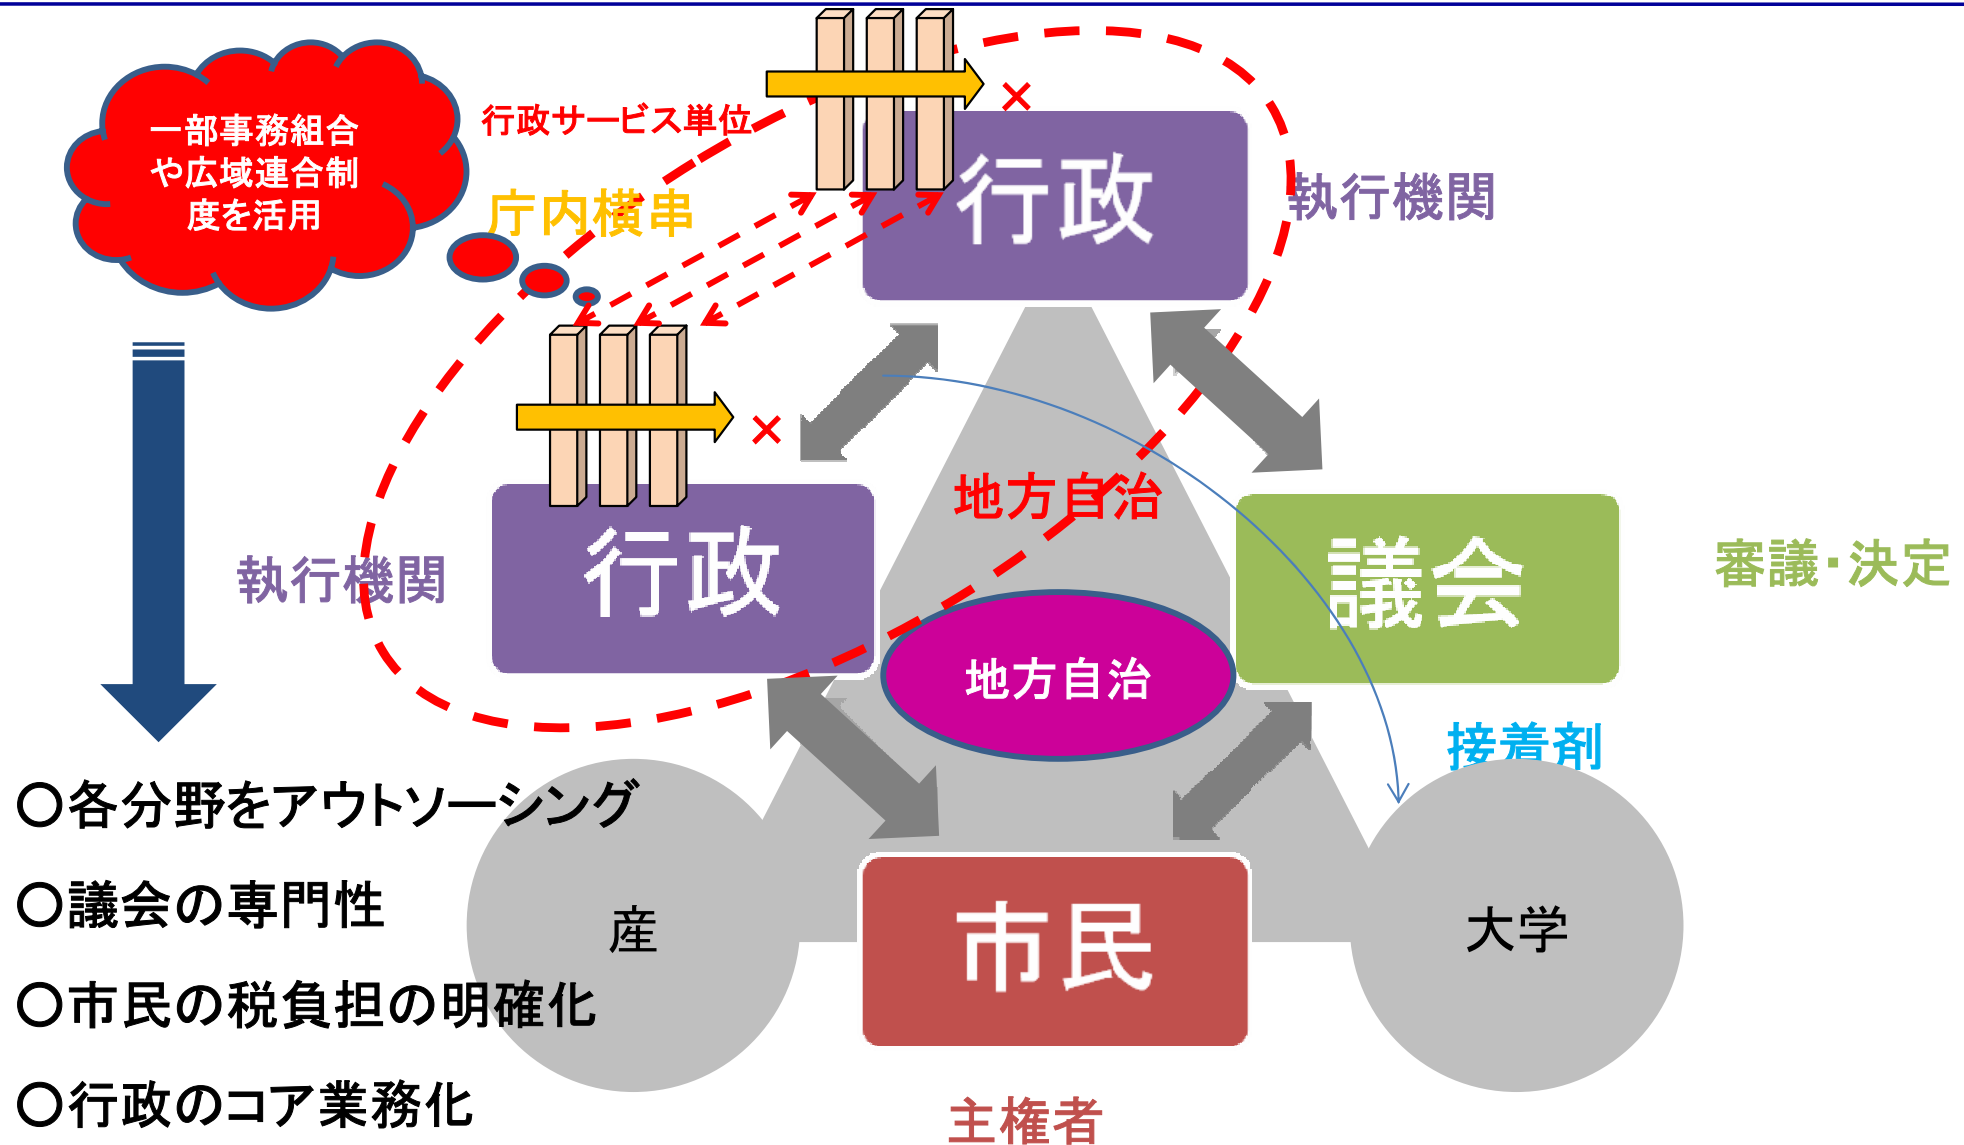 一部事務組合
や広域連合制
度を活用
行政サービス単位
×
庁内横串
行政
執行機関
×
地方自治
行政
執行機関
議会
審議・決定
地方自治
接着剤
〇各分野をアウトソーシング
〇議会の専門性
産
市民
大学
〇市民の税負担の明確化
〇行政のコア業務化
主権者